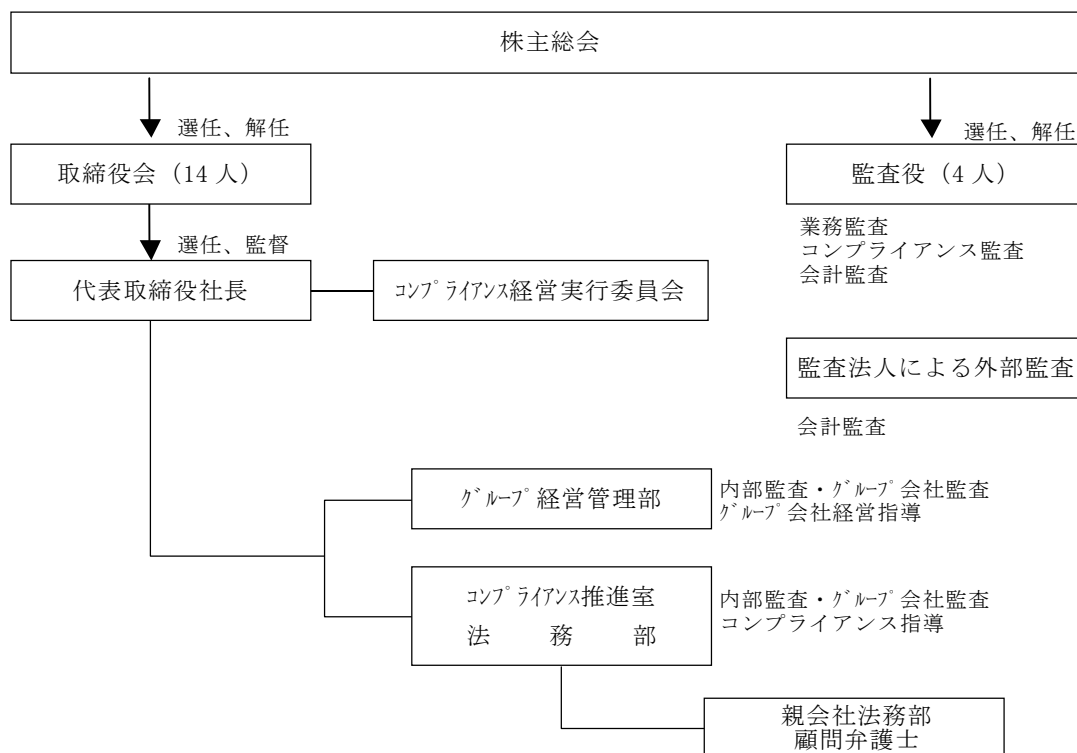 株主総会
選任、解任
選任、解任
取締役会（14 人）
監査役（4 人）
業務監査
コンプライアンス監査
会計監査
選任、監督
代表取締役社長
ｺﾝﾌﾟﾗｲｱﾝｽ経営実行委員会
監査法人による外部監査
会計監査
ｸﾞﾙｰﾌﾟ経営管理部
内部監査・ｸﾞﾙｰﾌﾟ会社監査
ｸﾞﾙｰﾌﾟ会社経営指導
ｺﾝﾌﾟﾗｲｱﾝｽ推進室
法　務　部
内部監査・ｸﾞﾙｰﾌﾟ会社監査
コンプライアンス指導
親会社法務部
顧問弁護士